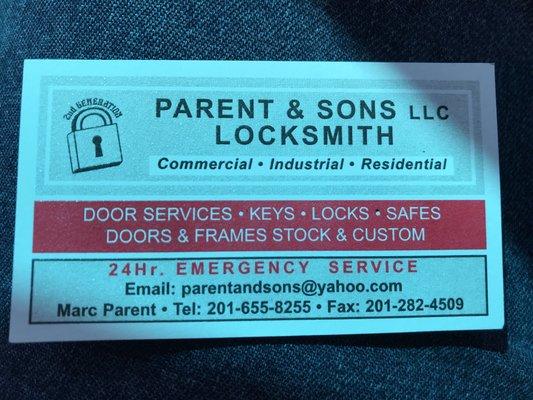 2nd GENERATION
PARENT & SONS LLC
LOCKSMITH
Commercial • Industrial • Residential
DOOR SERVICES • KEYS • LOCKS • SAFES
DOORS & FRAMES STOCK & CUSTOM
24Hr. EMERGENCY SERVICE
Email: parentandsons@yahoo.com
Marc Parent • Tel: 201-655-8255 • Fax: 201-282-4509